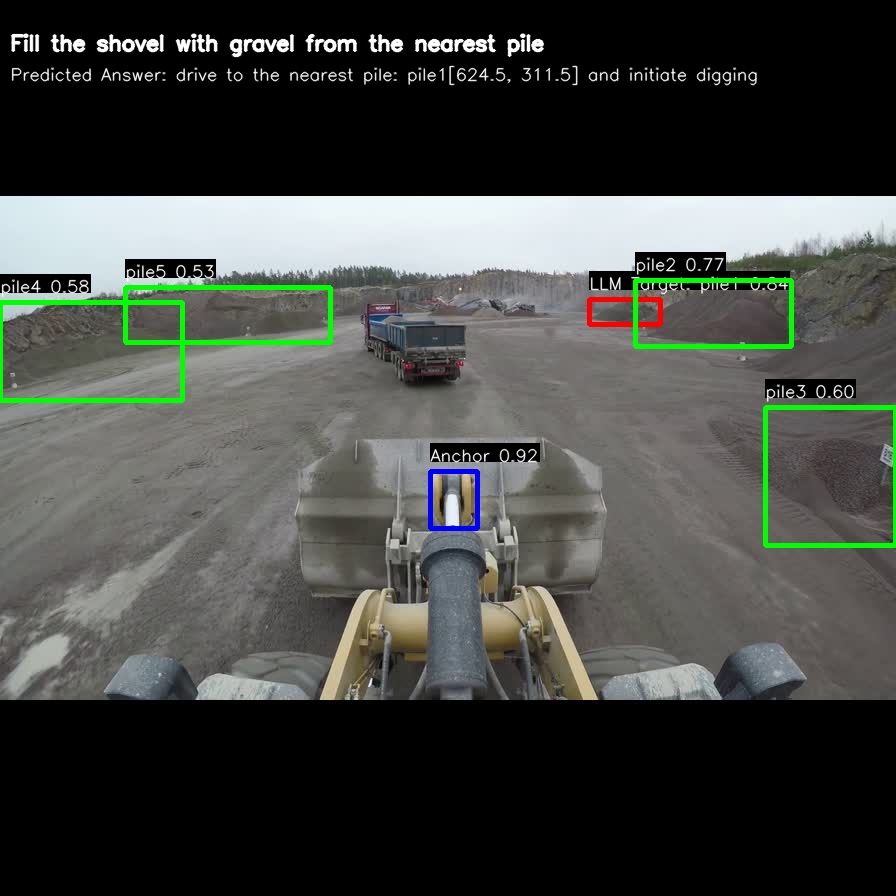 Fill the shovel with gravel from the nearest pile
Predicted Answer: drive to the nearest pile: pile1[624.5, 311.5] and initiate digging
pile2 0.77
pile5 0.53
LLM Target: pile1 0.84
pile4 0.58
pile3 0.60
Anchor 0.92